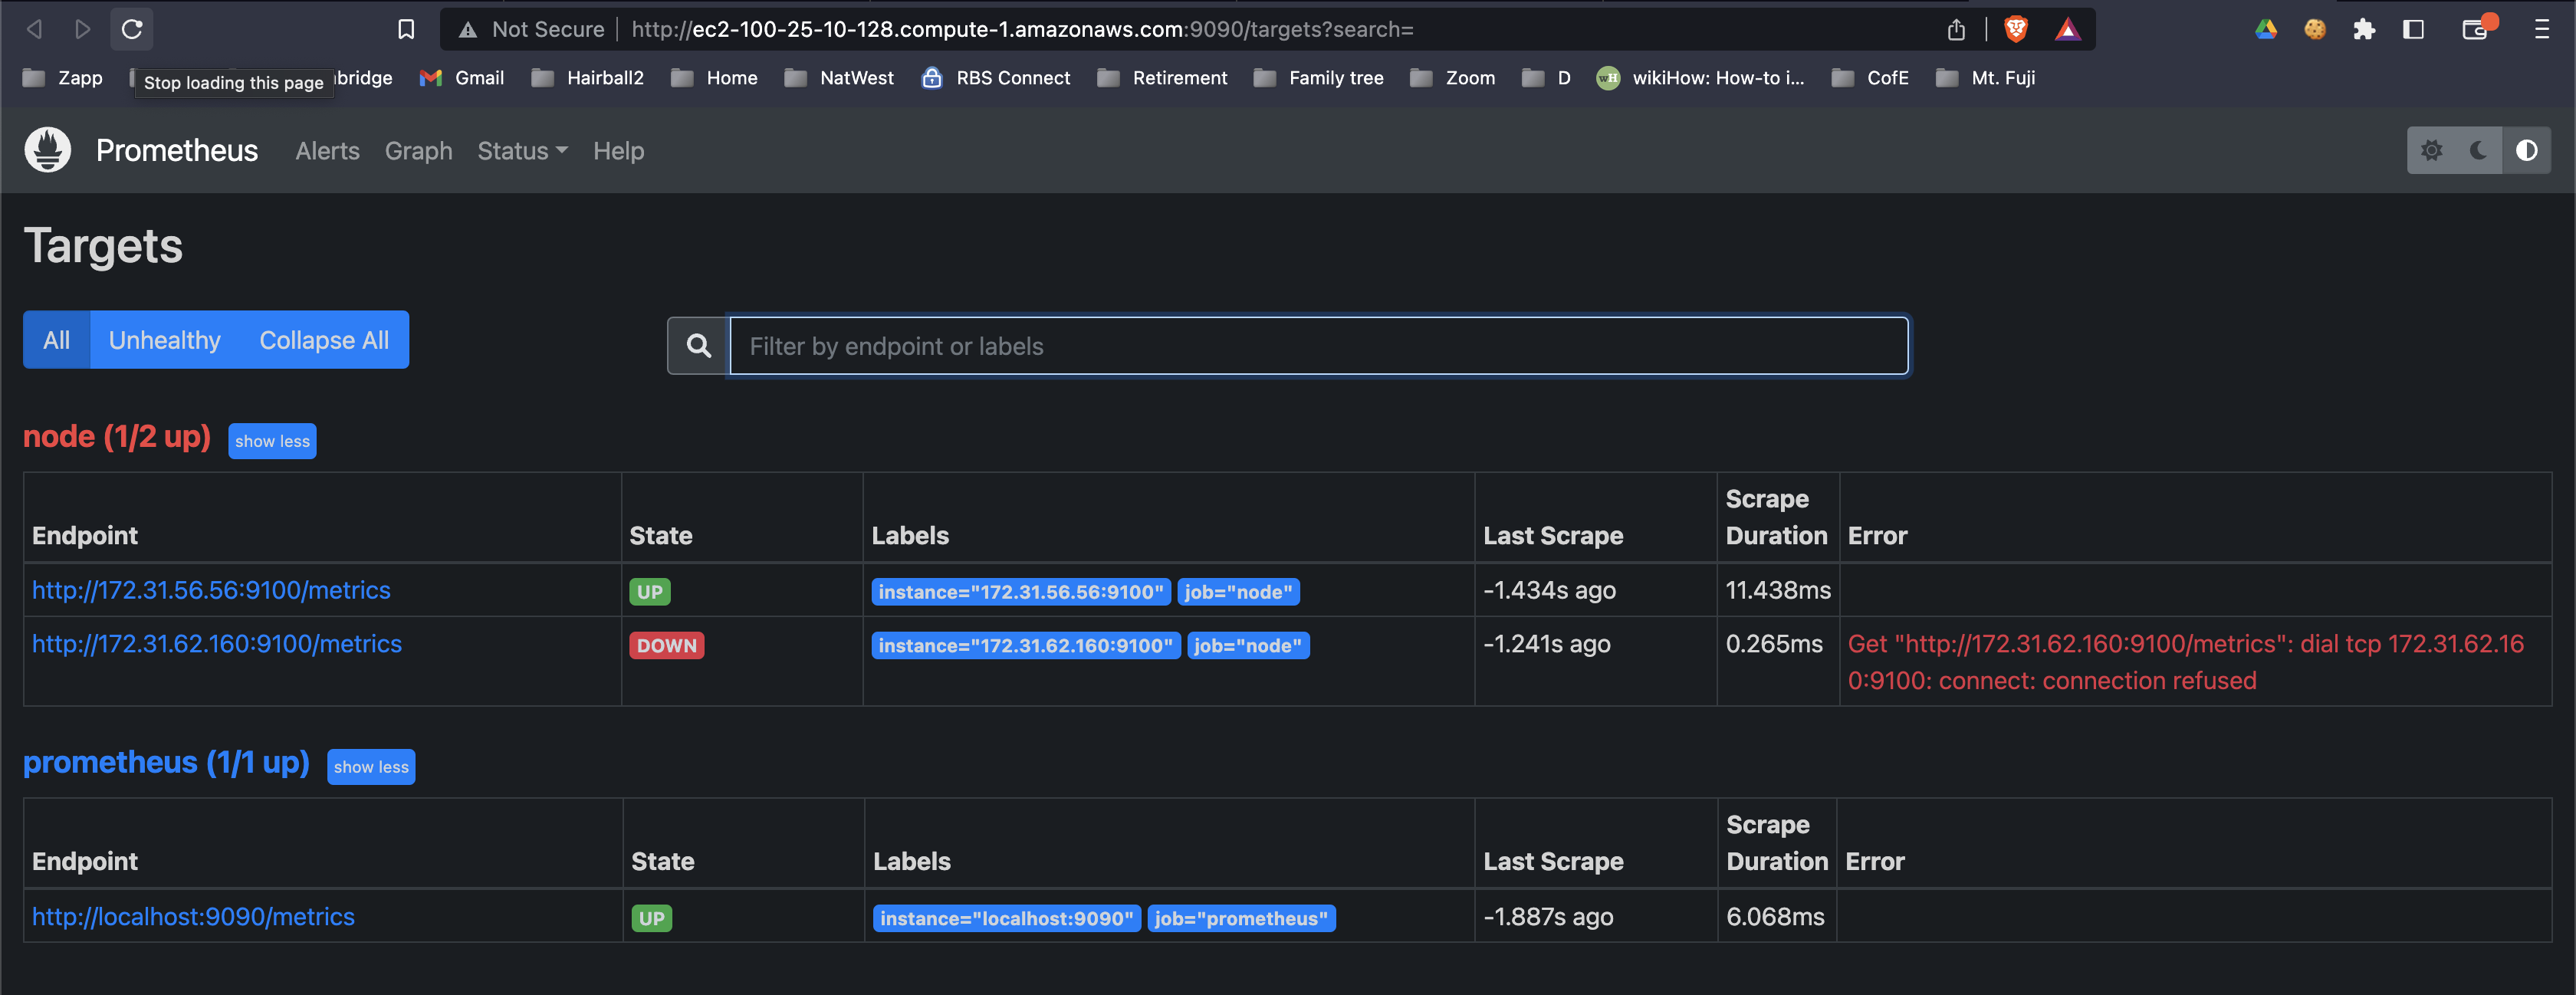 Not Secure http://ec2-100-25-10-128.compute-1.amazonaws.com:9090/targets?search=
Zapp bridge Gmail Hairball2 Home NatWest RBS Connect Retirement Family tree Zoom D wikiHow: How-to i... CofE Mt. Fuji
Stop loading this page
Prometheus Alerts Graph Status Help
Targets
All Unhealthy Collapse All
Filter by endpoint or labels
node (1/2 up) show less
Endpoint State Labels Last Scrape Scrape Duration Error
http://172.31.56.56:9100/metrics UP instance="172.31.56.56:9100" job="node" -1.434s ago 11.438ms
http://172.31.62.160:9100/metrics DOWN instance="172.31.62.160:9100" job="node" -1.241s ago 0.265ms Get "http://172.31.62.160:9100/metrics": dial tcp 172.31.62.16
0:9100: connect: connection refused
prometheus (1/1 up) show less
Endpoint State Labels Last Scrape Scrape Duration Error
http://localhost:9090/metrics UP instance="localhost:9090" job="prometheus" -1.887s ago 6.068ms